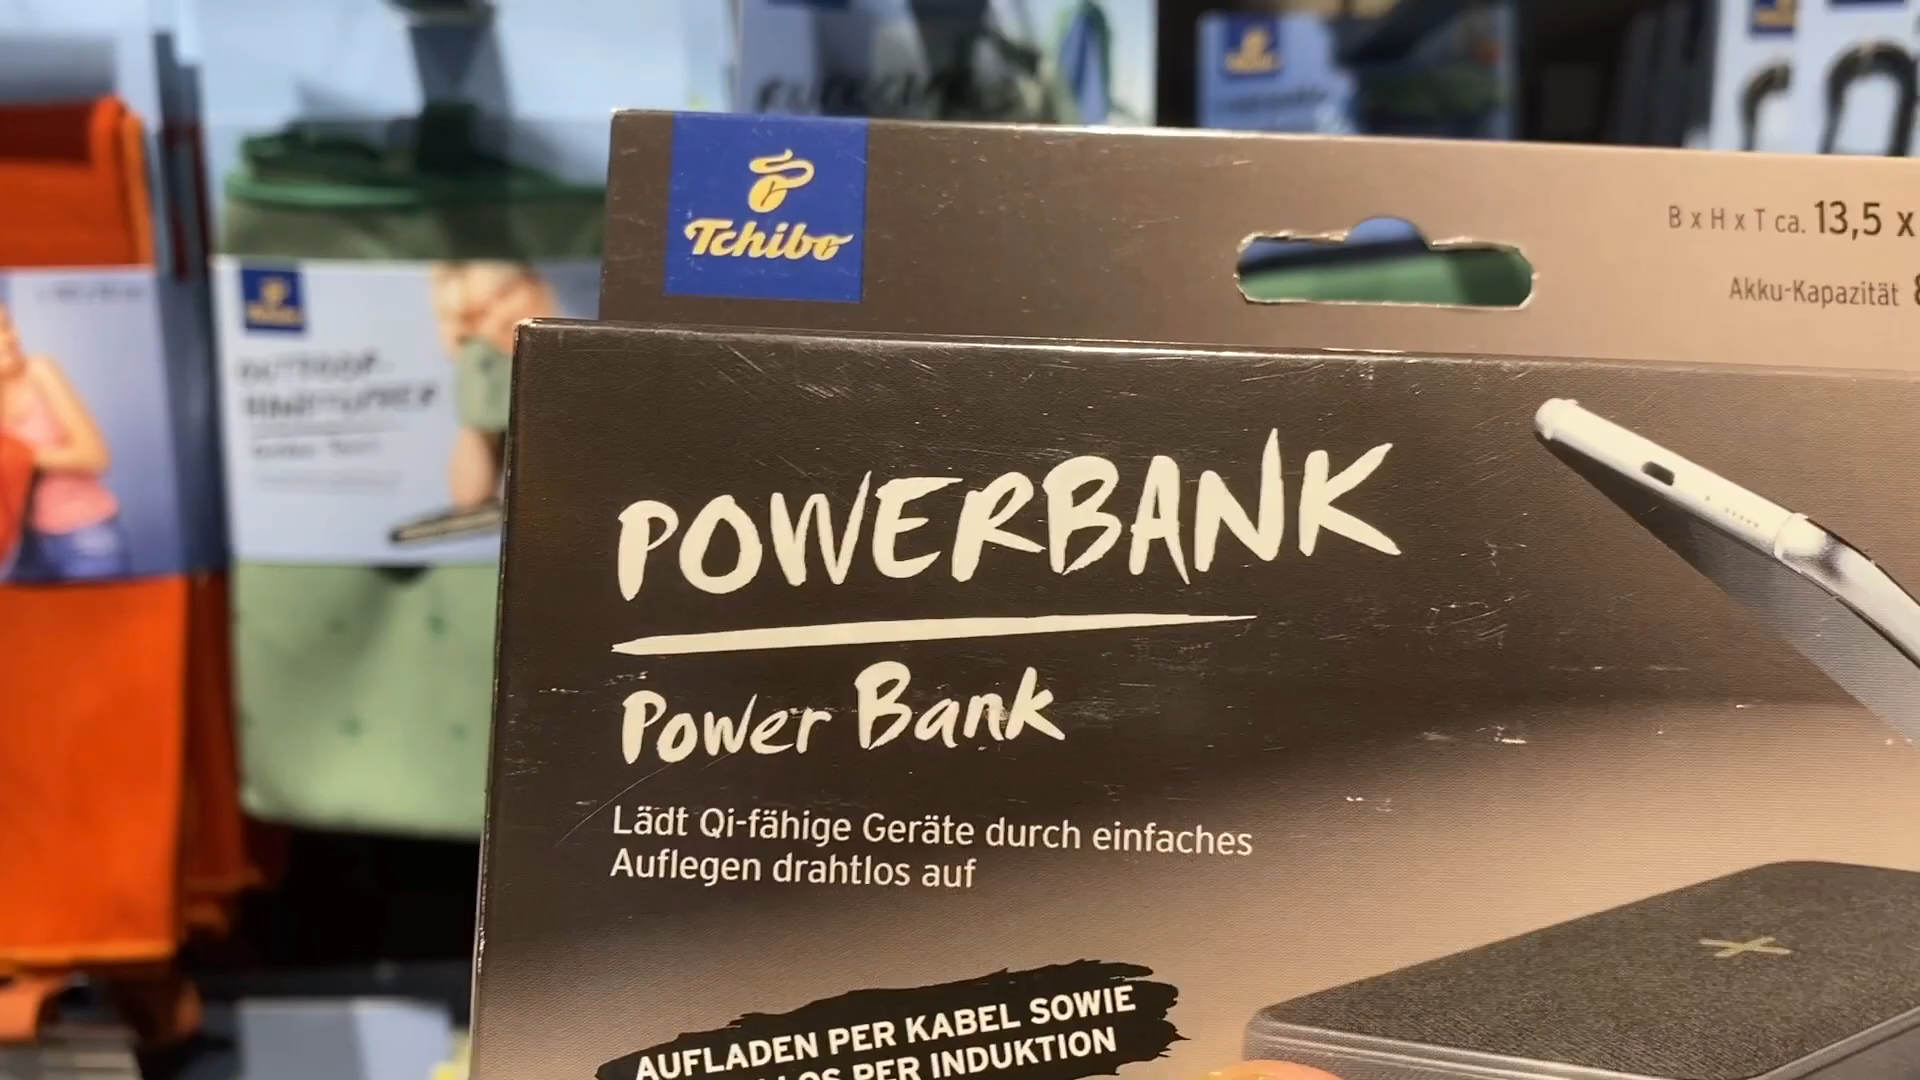 Tchibo
B x H x T ca. 13,5 x
Akku-Kapazität
POWERBANK
Power Bank
Lädt Qi-fähige Geräte durch einfaches
Auflegen drahtlos auf
AUFLADEN PER KABEL SOWIE
PER INDUKTION